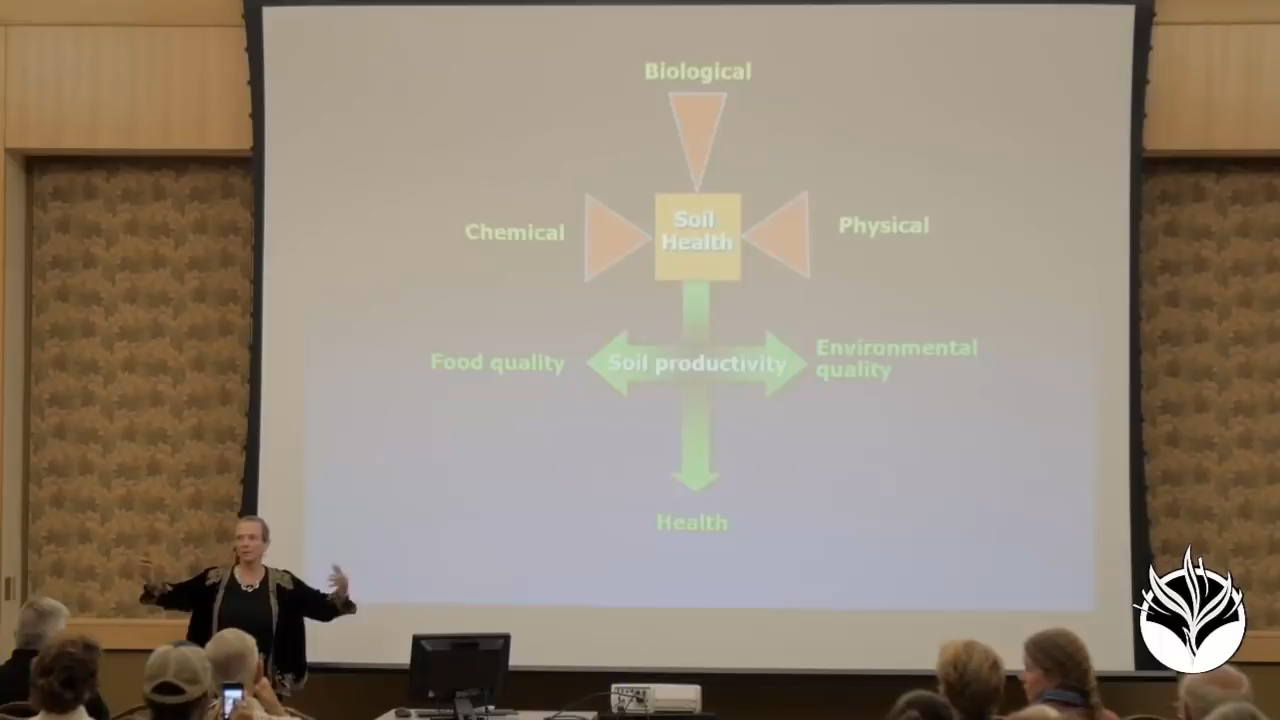 Biological
Chemical
Soil
Health
Physical
Food quality
Soil productivity
Environmental
quality
Health